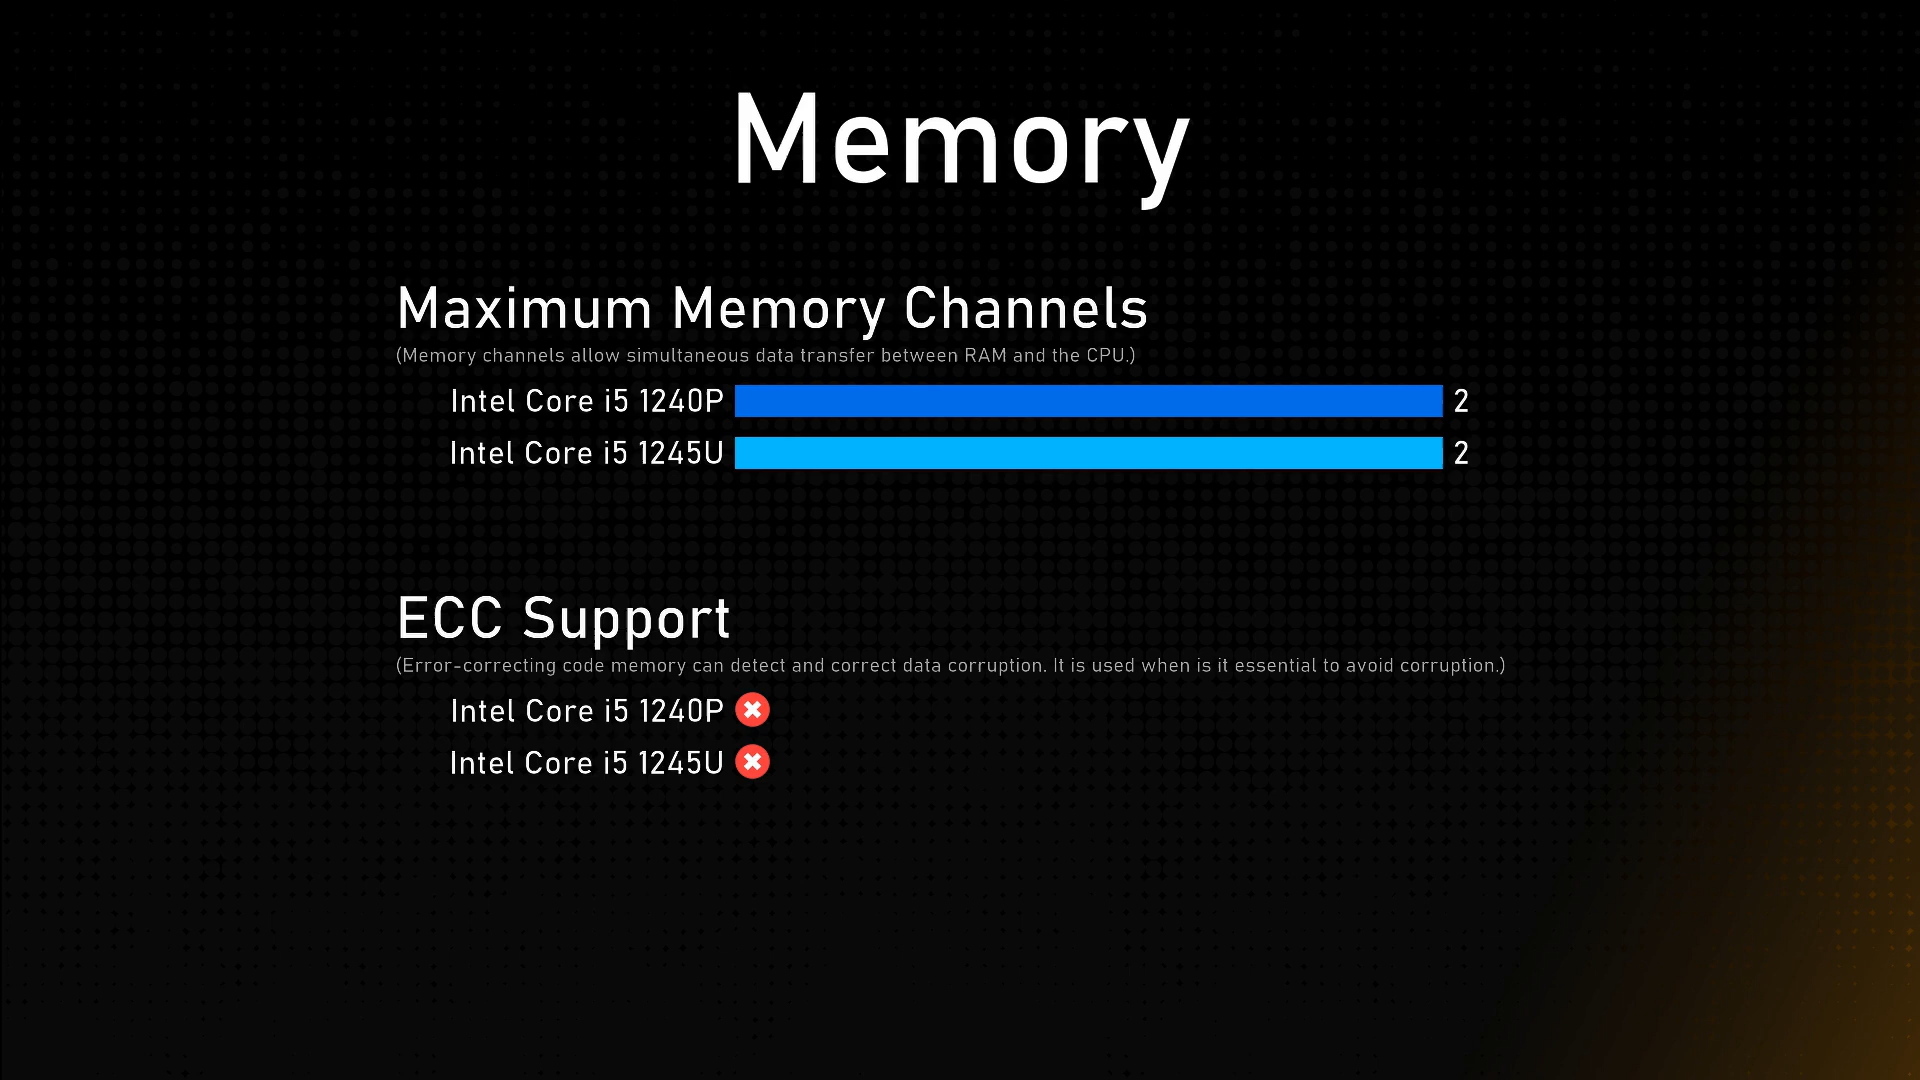 Memory
Maximum Memory Channels
(Memory channels allow simultaneous data transfer between RAM and the CPU.)
Intel Core i5 1240P 2
Intel Core i5 1245U 2
ECC Support
(Error-correcting code memory can detect and correct data corruption. It is used when is it essential to avoid corruption.)
Intel Core i5 1240P
Intel Core i5 1245U